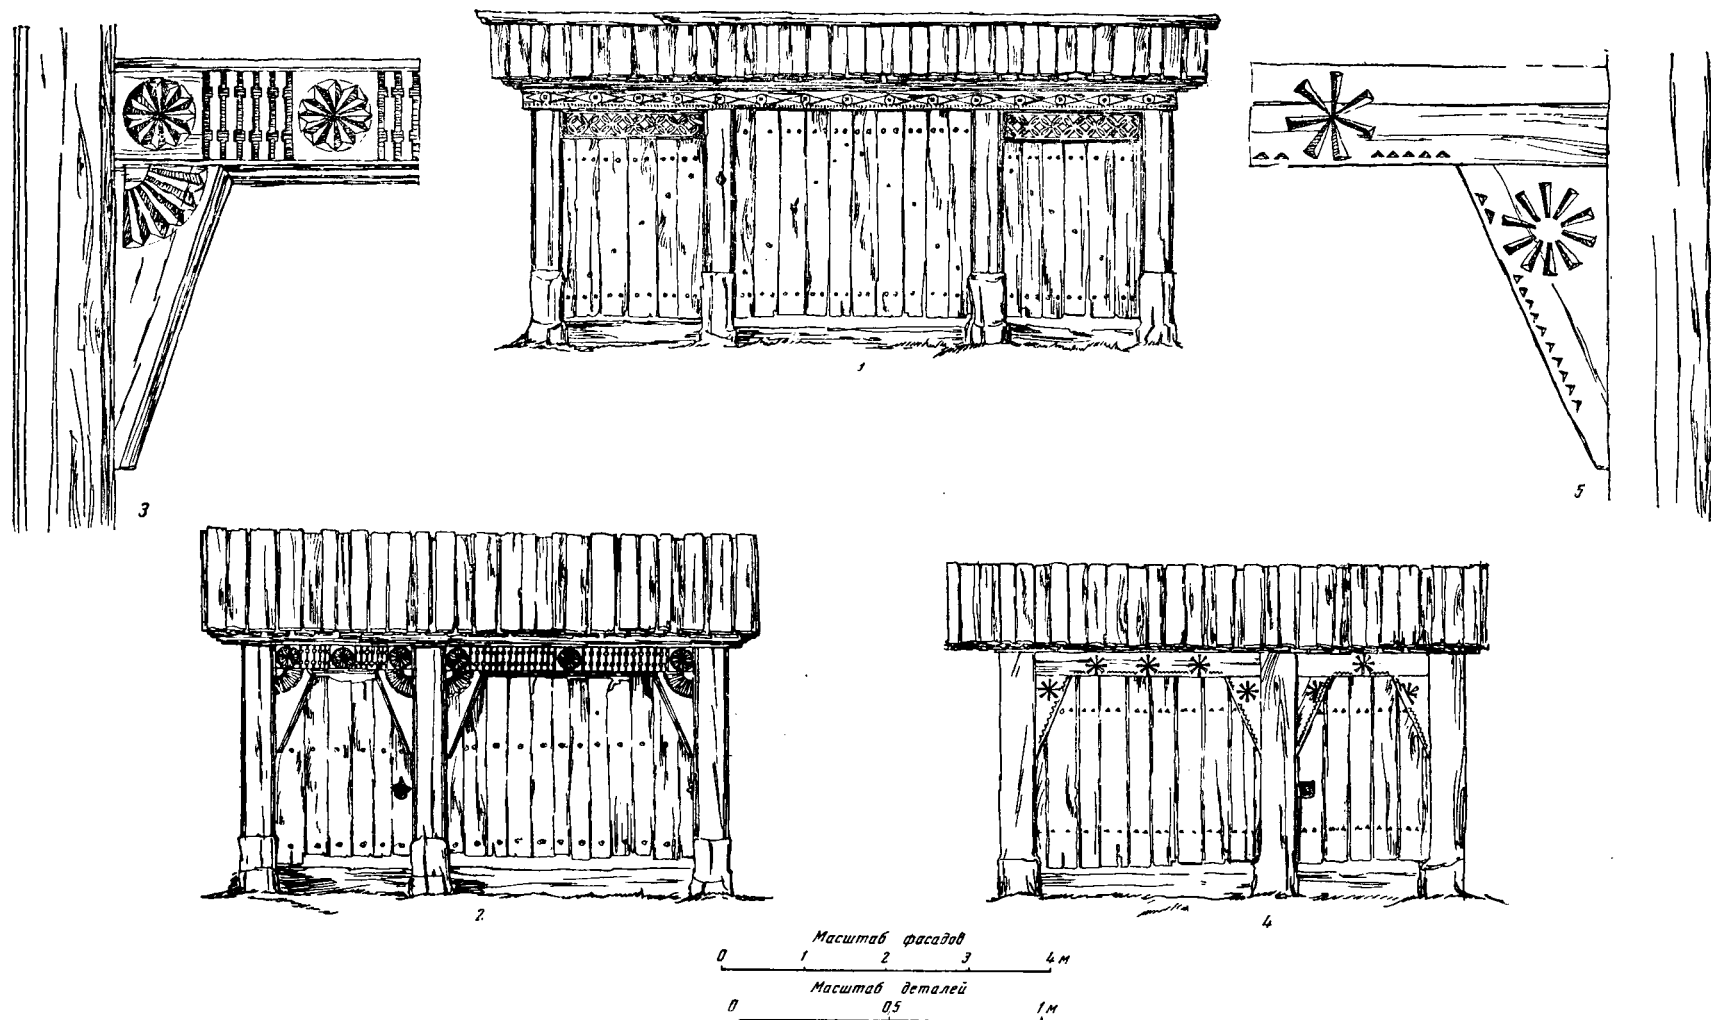 1
3
5
2.
4
Масштаб фасадов
0 1 2 3 4 м
Масштаб деталей
0 0,5 1 м